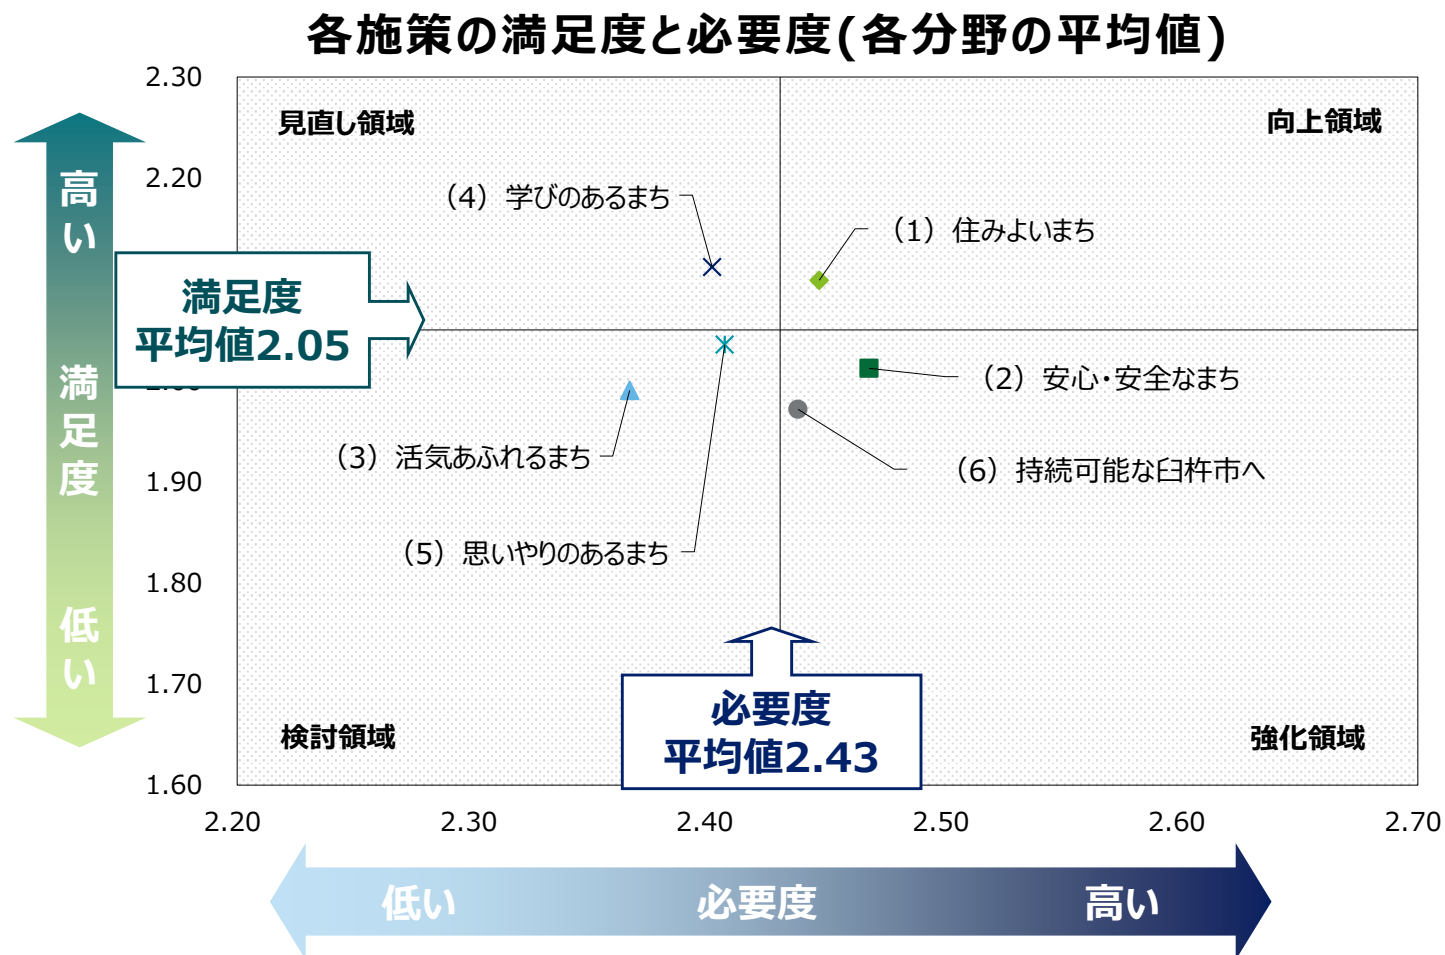 各施策の満足度と必要度(各分野の平均値)
2.30
見直し領域
向上領域
高い
2.20
（4）学びのあるまち
（1）住みよいまち
満足度
平均値2.05
満足度
（2）安心・安全なまち
（3）活気あふれるまち
1.90
（6）持続可能な臼杵市へ
（5）思いやりのあるまち
1.80
低い
1.70
必要度
平均値2.43
検討領域
強化領域
1.60
2.20 2.30 2.40 2.50 2.60 2.70
低い 必要度 高い